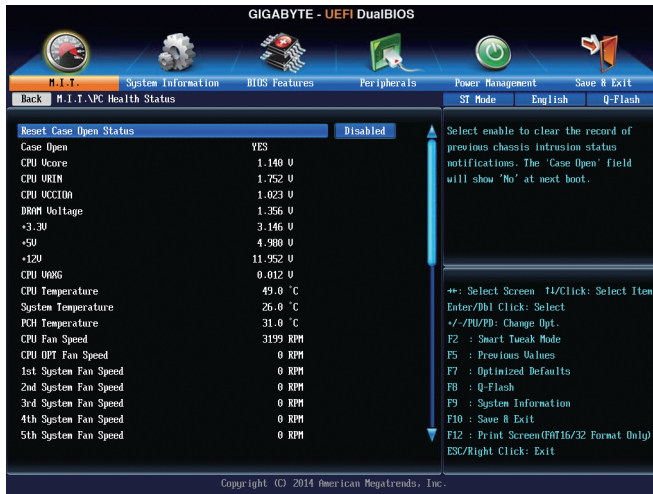 GIGABYTE - UEFI DualBIOS
M.I.T. System Information BIOS Features Peripherals Power Management Save & Exit
Back M.I.T.\PC Health Status ST Mode English Q-Flash
Reset Case Open Status Disabled
Case Open YES
CPU Vcore 1.140 V
CPU VRIN 1.752 V
CPU VCCIOA 1.023 V
DRAM Voltage 1.356 V
+3.3V 3.146 V
+5V 4.980 V
+12V 11.952 V
CPU VAXG 0.012 V
CPU Temperature 49.0 °C
System Temperature 26.0 °C
PCH Temperature 31.0 °C
CPU Fan Speed 3199 RPM
CPU OPT Fan Speed 0 RPM
1st System Fan Speed 0 RPM
2nd System Fan Speed 0 RPM
3rd System Fan Speed 0 RPM
4th System Fan Speed 0 RPM
5th System Fan Speed 0 RPM
Select enable to clear the record of
previous chassis intrusion status
notifications. The 'Case Open' field
will show 'No' at next boot.
→←: Select Screen ↑↓/Click: Select Item
Enter/Dbl Click: Select
+/-/PU/PD: Change Opt.
F2 : Smart Tweak Mode
F5 : Previous Values
F7 : Optimized Defaults
F8 : Q-Flash
F9 : System Information
F10 : Save & Exit
F12 : Print Screen(FAT16/32 Format Only)
ESC/Right Click: Exit
Copyright (C) 2014 American Megatrends, Inc.